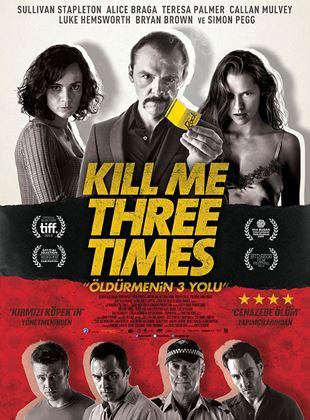 SULLIVAN STAPLETON ALICE BRAGA TERESA PALMER CALLAN MULVEY
LUKE HEMSWORTH BRYAN BROWN VE SIMON PEGG
KILL ME
THREE
TIMES
"ÖLDÜRMENİN 3 YOLU"
tiff.
"KIRMIZI KÖPEK'İN
YÖNETMENİNDEN
"CENAZEDE ÖLÜM"
YAPIMCILARINDAN